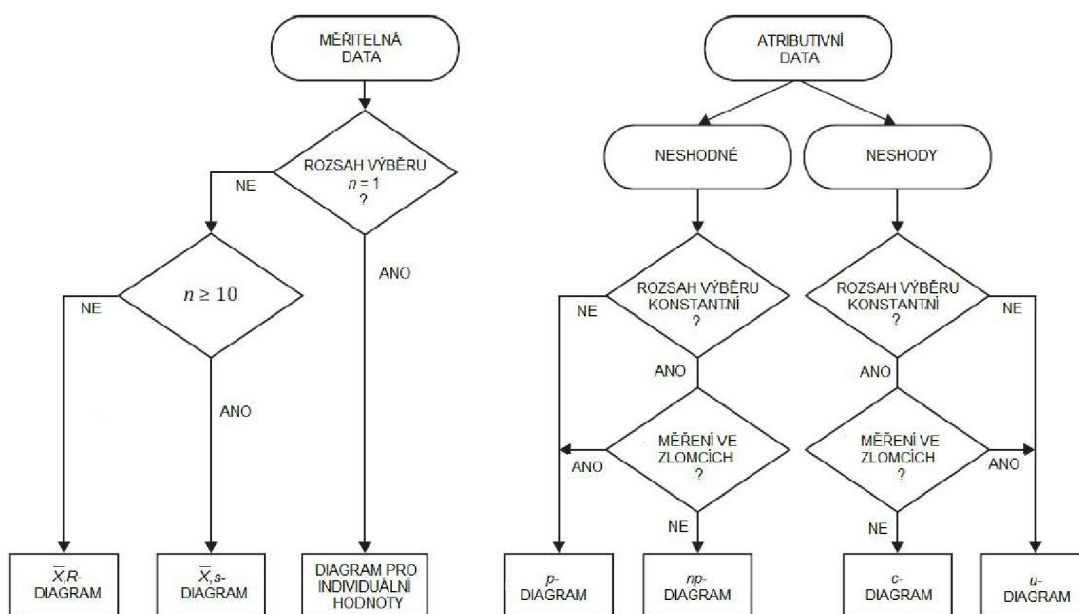 MĚŘITELNÁ
DATA
ROZSAH VÝBĚRU
n = 1
?
NE
ANO
n ≥ 10
NE
ANO
X̅,R-
DIAGRAM
X̅,s-
DIAGRAM
DIAGRAM PRO
INDIVIDUÁLNÍ
HODNOTY
ATRIBUTIVNÍ
DATA
NESHODNÉ
NESHODY
ROZSAH VÝBĚRU
KONSTANTNÍ
?
NE
ANO
ROZSAH VÝBĚRU
KONSTANTNÍ
?
NE
ANO
MĚŘENÍ VE
ZLOMCÍCH
?
ANO
NE
MĚŘENÍ VE
ZLOMCÍCH
?
ANO
NE
p-
DIAGRAM
np-
DIAGRAM
c-
DIAGRAM
u-
DIAGRAM